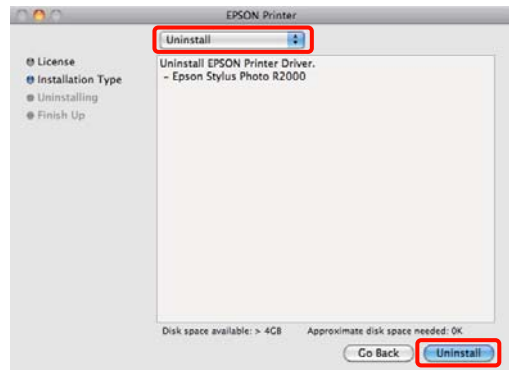 EPSON Printer
Uninstall
License
Installation Type
Uninstalling
Finish Up
Uninstall EPSON Printer Driver.
- Epson Stylus Photo R2000
Disk space available: > 4GB Approximate disk space needed: 0K
Go Back Uninstall